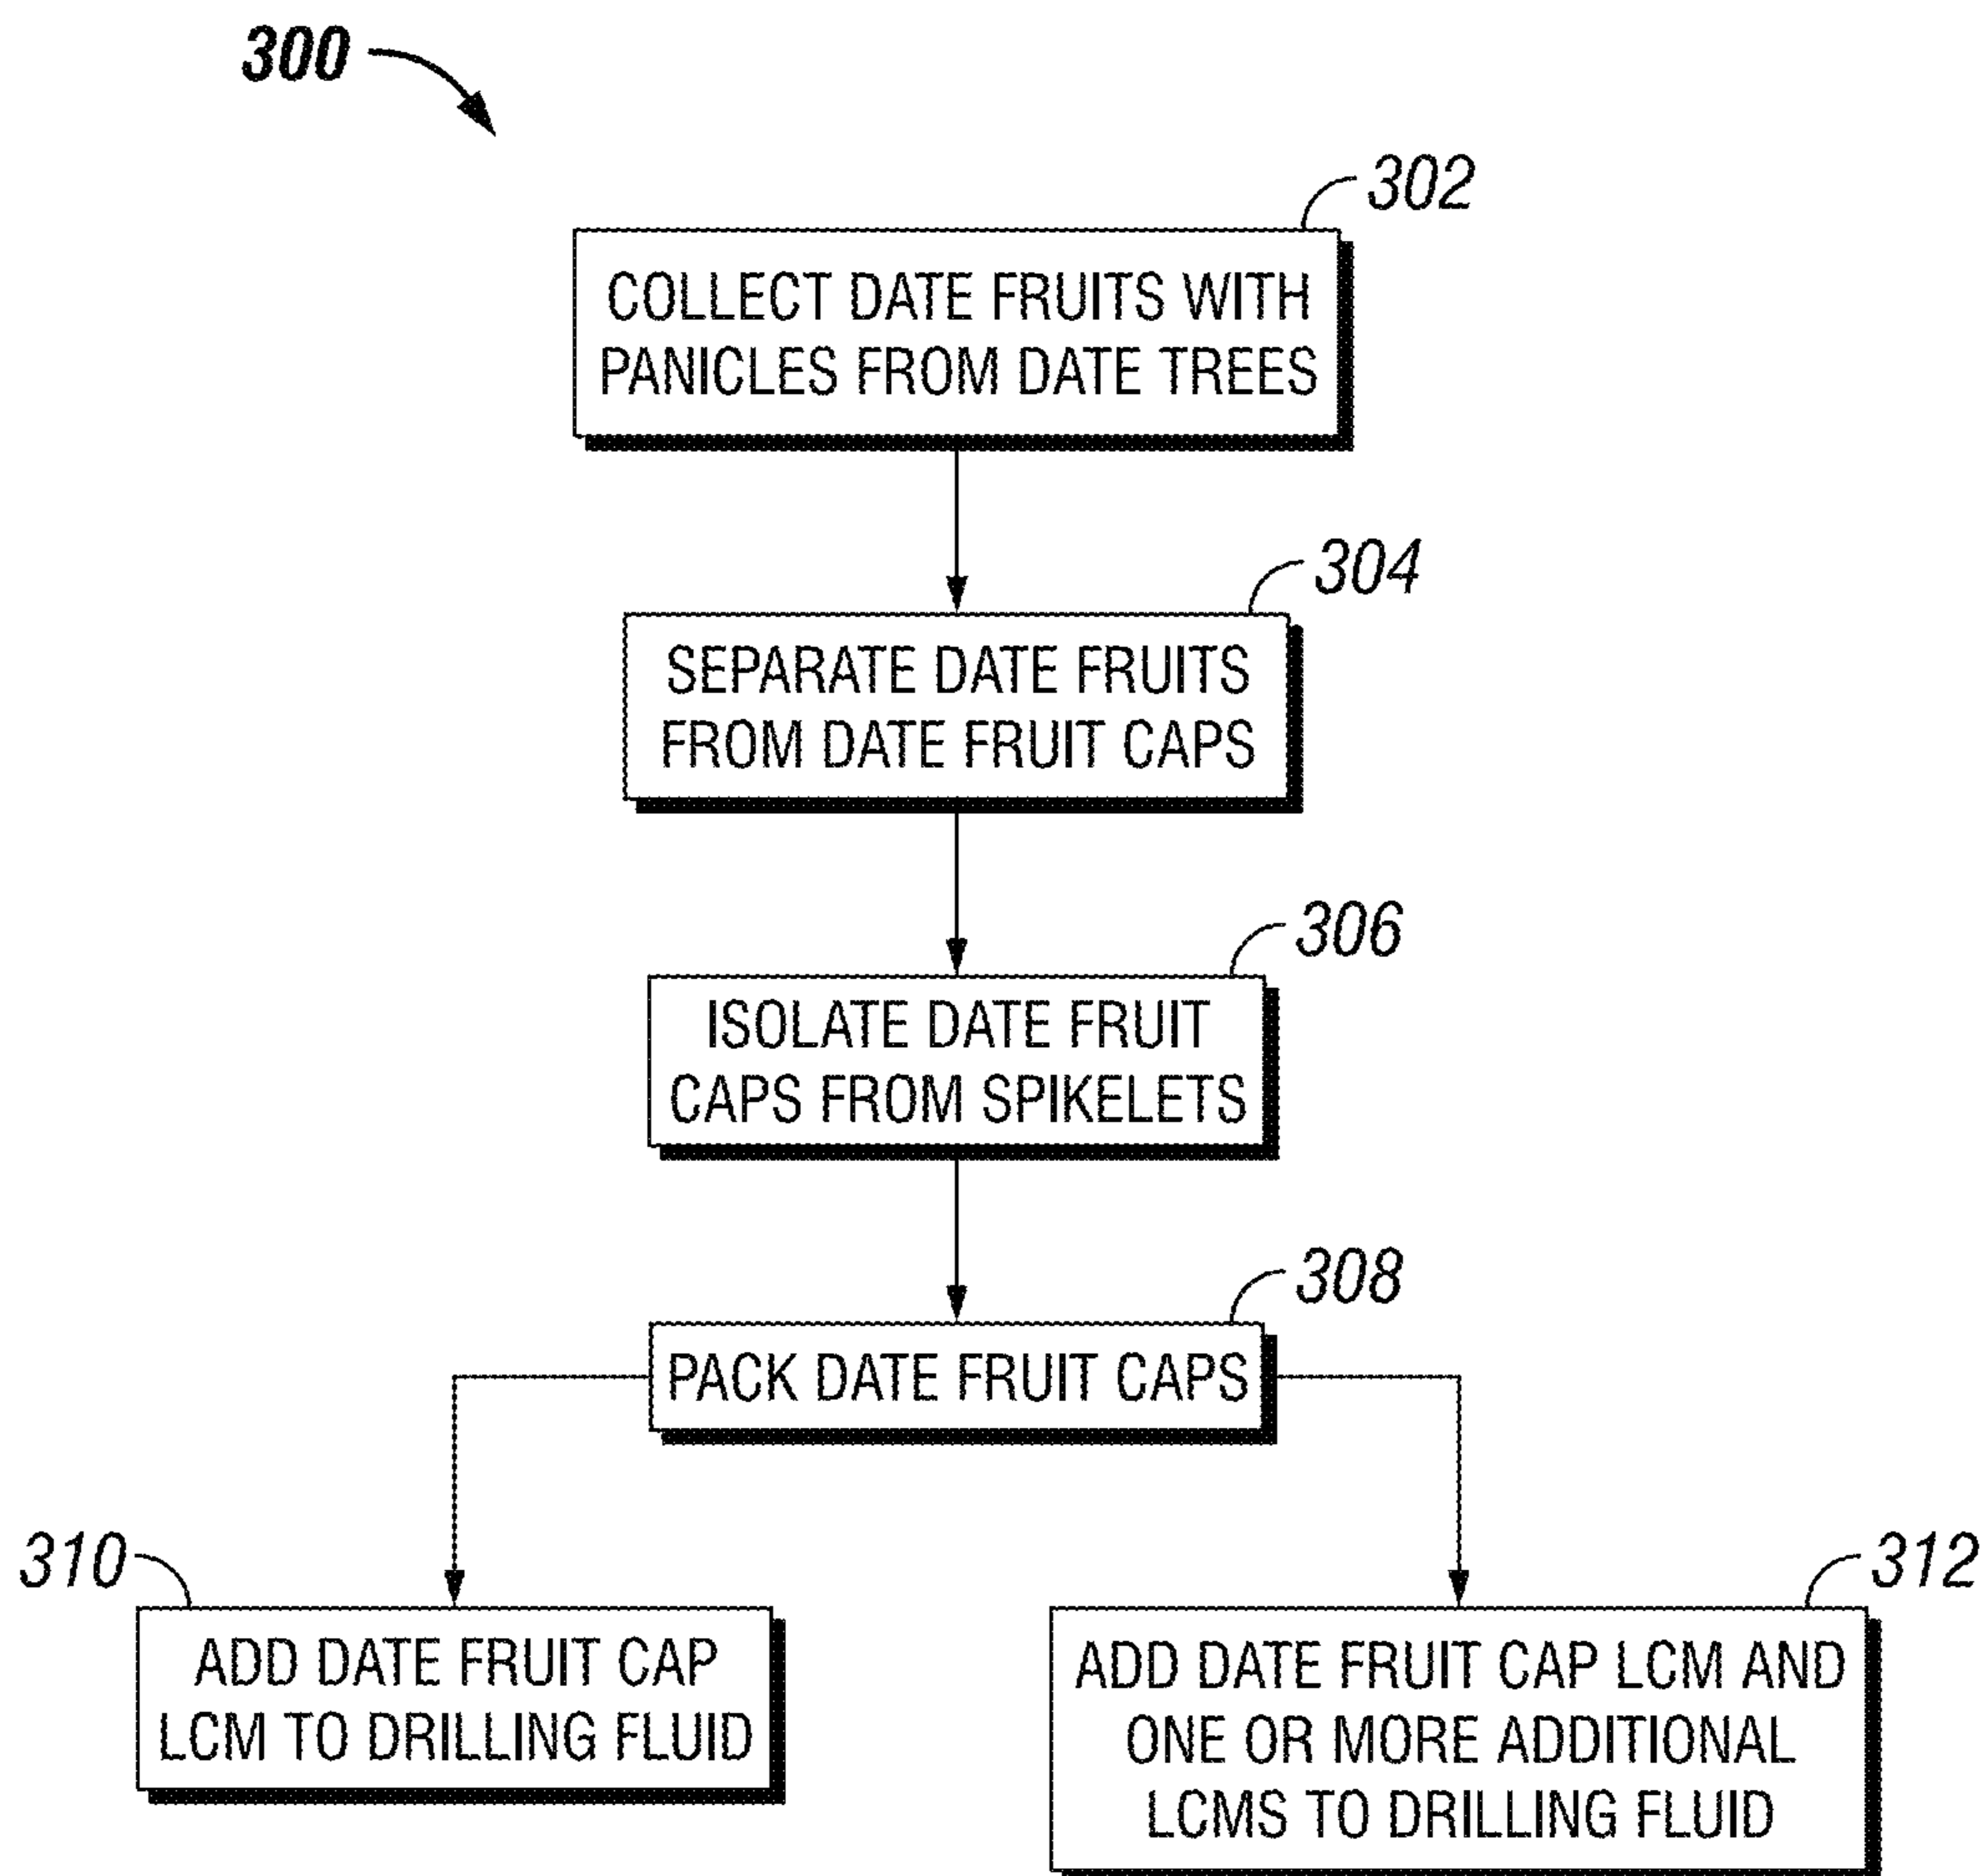 300
302
COLLECT DATE FRUITS WITH
PANICLES FROM DATE TREES
304
SEPARATE DATE FRUITS
FROM DATE FRUIT CAPS
306
ISOLATE DATE FRUIT
CAPS FROM SPIKELETS
308
PACK DATE FRUIT CAPS
310
ADD DATE FRUIT CAP
LCM TO DRILLING FLUID
312
ADD DATE FRUIT CAP LCM AND
ONE OR MORE ADDITIONAL
LCMS TO DRILLING FLUID